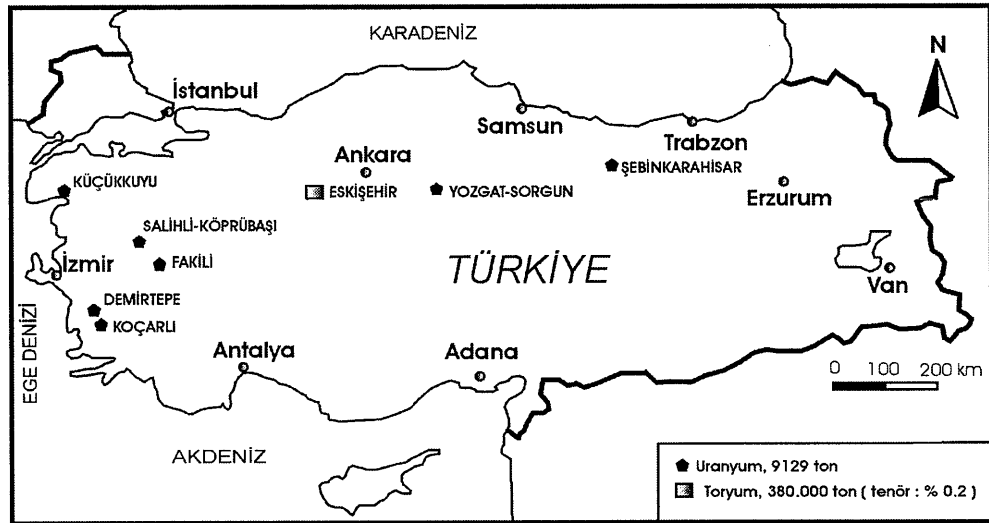 KARADENİZ
N
İstanbul
Samsun
Trabzon
Ankara
ŞEBİNKARAHİSAR
KÜÇÜKKUYU
ESKİŞEHİR
YOZGAT-SORGUN
Erzurum
SALİHLİ-KÖPRÜBAŞI
İzmir
FAKİLİ
TÜRKİYE
Van
DEMİRTEPE
KOÇARLI
EGE DENİZİ
Antalya
Adana
0 100 200 km
AKDENİZ
Uranyum, 9129 ton
Toryum, 380.000 ton ( tenör : % 0.2 )